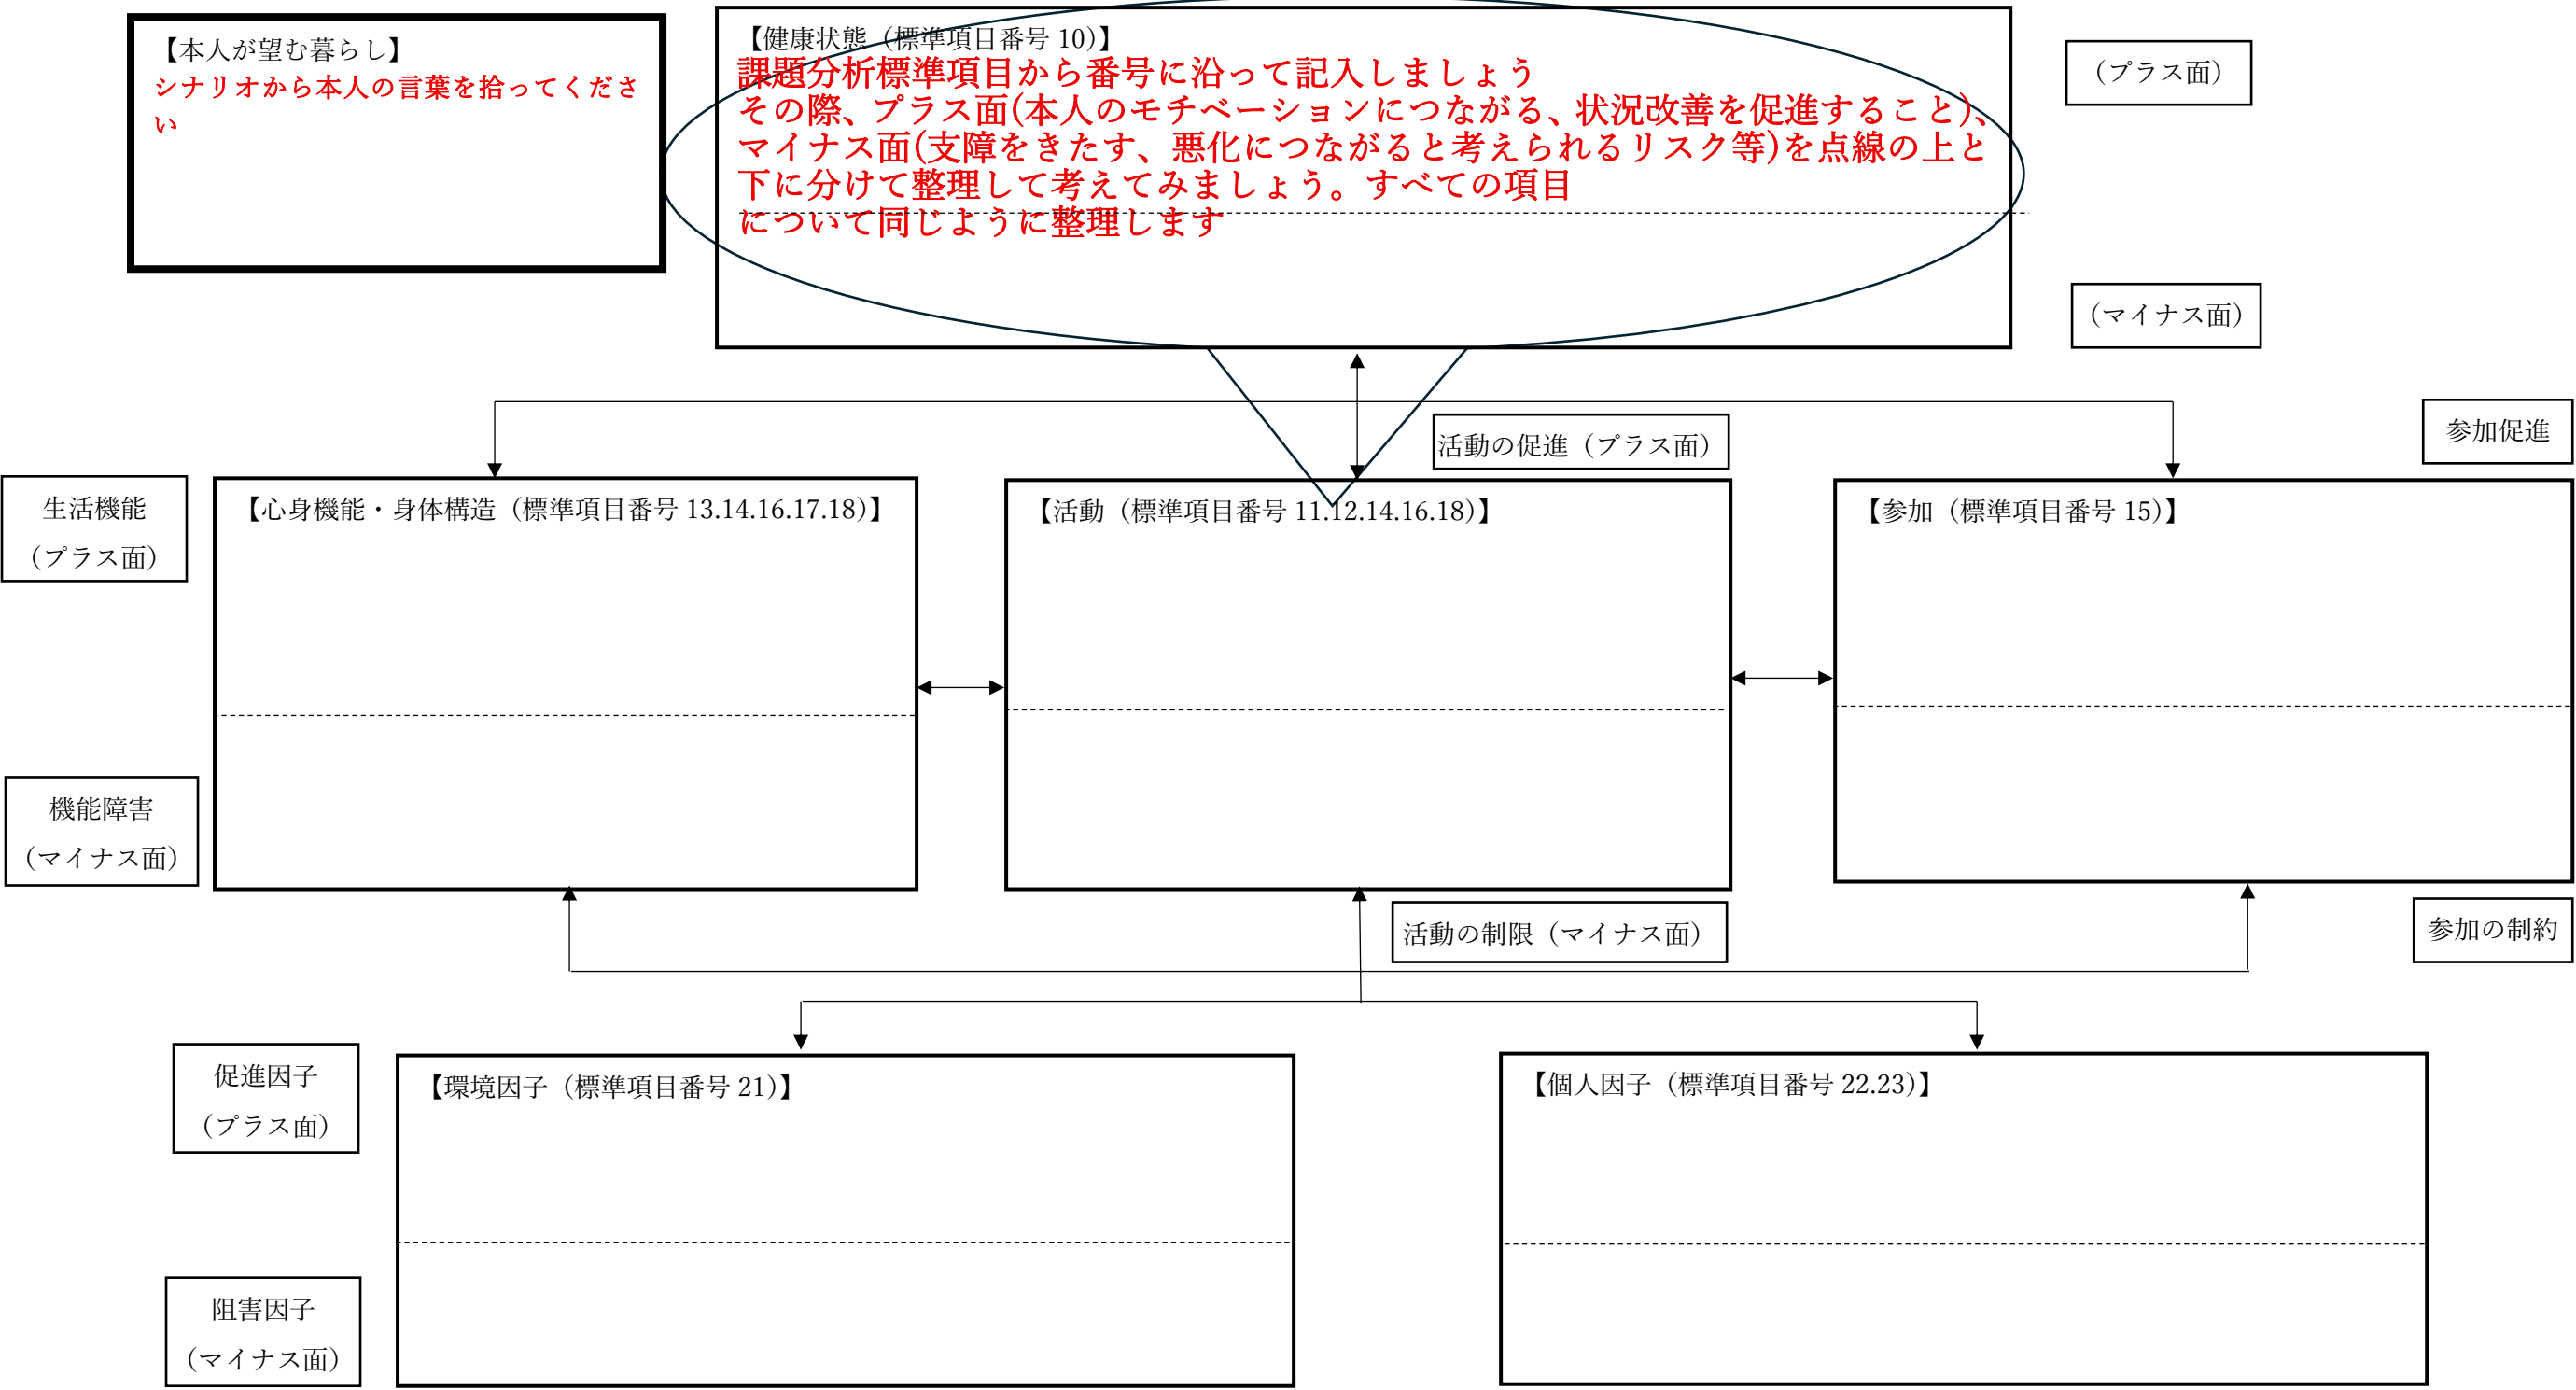 【本人が望む暮らし】
シナリオから本人の言葉を拾ってくださ
い
【健康状態（標準項目番号 10）】
課題分析標準項目から番号に沿って記入しましょう
その際、プラス面(本人のモチベーションにつながる、状況改善を促進すること)、
マイナス面(支障をきたす、悪化につながると考えられるリスク等)を点線の上と
下に分けて整理して考えてみましょう。すべての項目
について同じように整理します
（プラス面）
（マイナス面）
活動の促進（プラス面）
参加促進
生活機能
（プラス面）
【心身機能・身体構造（標準項目番号 13.14.16.17.18）】
【活動（標準項目番号 11.12.14.16.18）】
【参加（標準項目番号 15）】
機能障害
（マイナス面）
活動の制限（マイナス面）
参加の制約
促進因子
（プラス面）
【環境因子（標準項目番号 21）】
【個人因子（標準項目番号 22.23）】
阻害因子
（マイナス面）